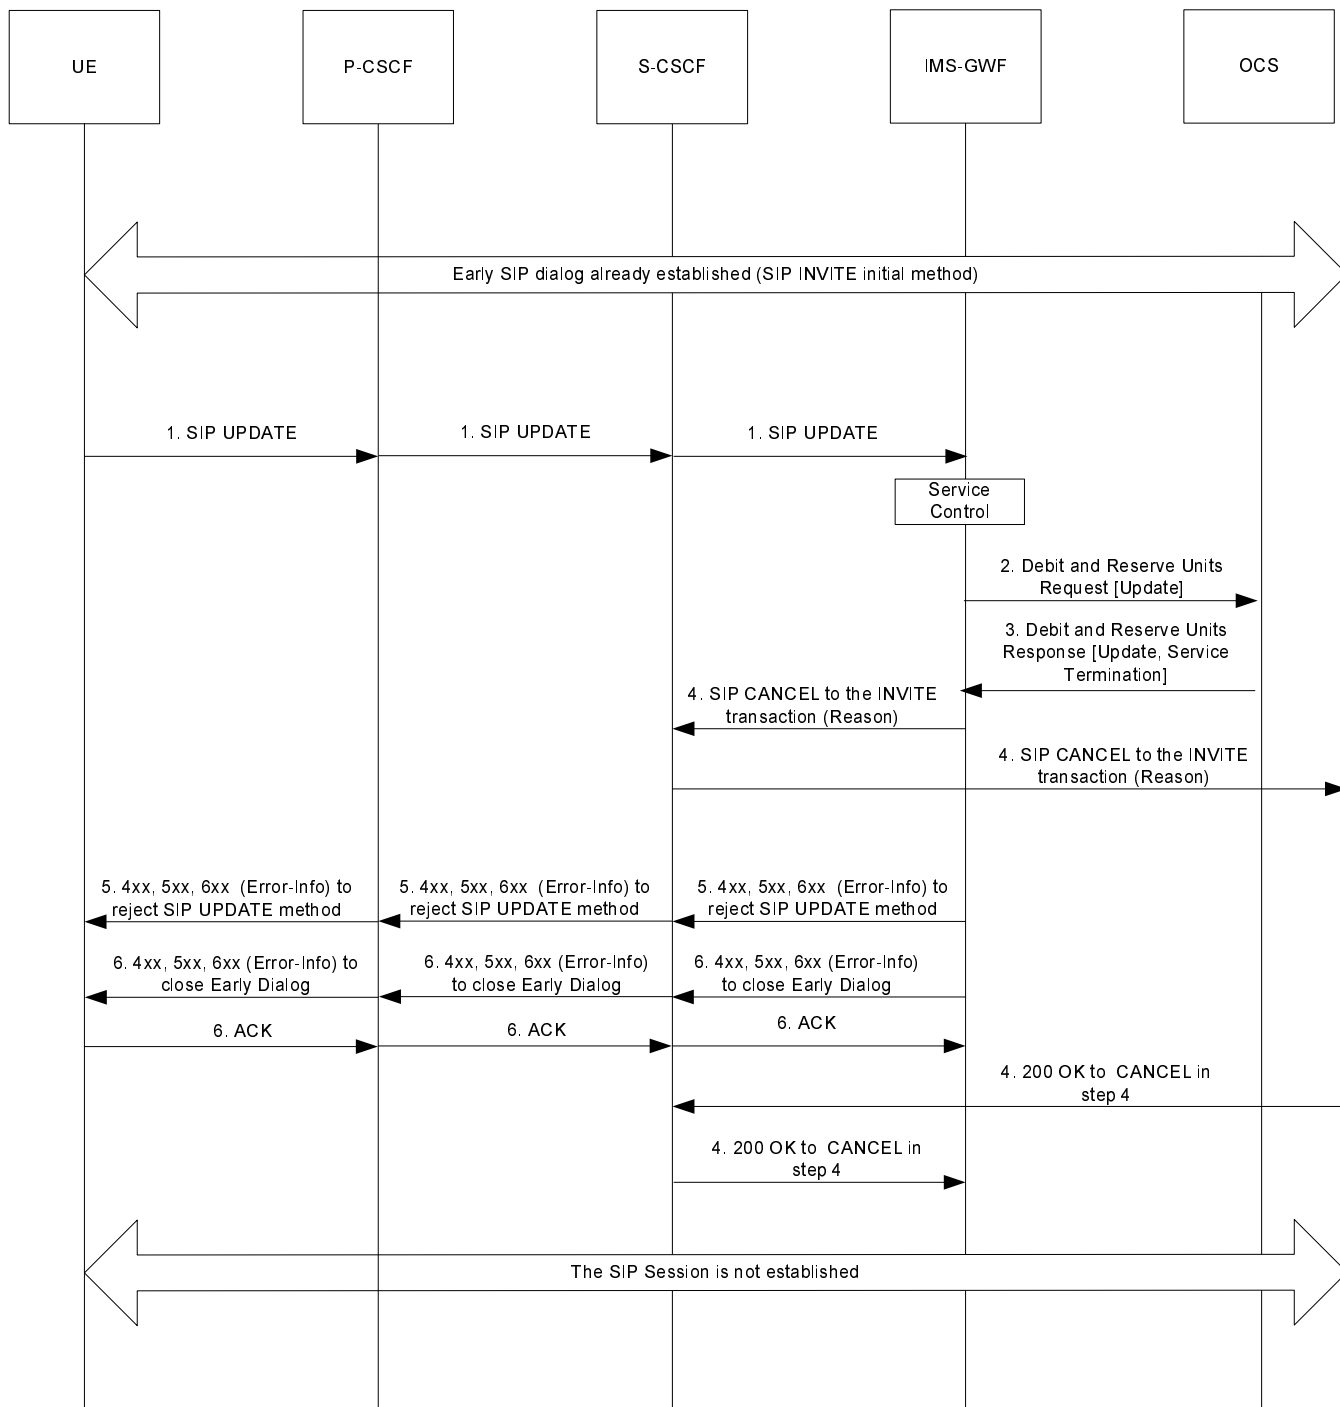 UE
P-CSCF
S-CSCF
IMS-GWF
OCS
Early SIP dialog already established (SIP INVITE initial method)
1. SIP UPDATE
1. SIP UPDATE
1. SIP UPDATE
Service
Control
2. Debit and Reserve Units
Request [Update]
3. Debit and Reserve Units
Response [Update, Service
Termination]
4. SIP CANCEL to the INVITE
transaction (Reason)
4. SIP CANCEL to the INVITE
transaction (Reason)
5. 4xx, 5xx, 6xx (Error-Info) to
reject SIP UPDATE method
5. 4xx, 5xx, 6xx (Error-Info) to
reject SIP UPDATE method
5. 4xx, 5xx, 6xx (Error-Info) to
reject SIP UPDATE method
6. 4xx, 5xx, 6xx (Error-Info) to
close Early Dialog
6. 4xx, 5xx, 6xx (Error-Info)
to close Early Dialog
6. 4xx, 5xx, 6xx (Error-Info)
to close Early Dialog
6. ACK
6. ACK
6. ACK
4. 200 OK to CANCEL in
step 4
4. 200 OK to CANCEL in
step 4
The SIP Session is not established